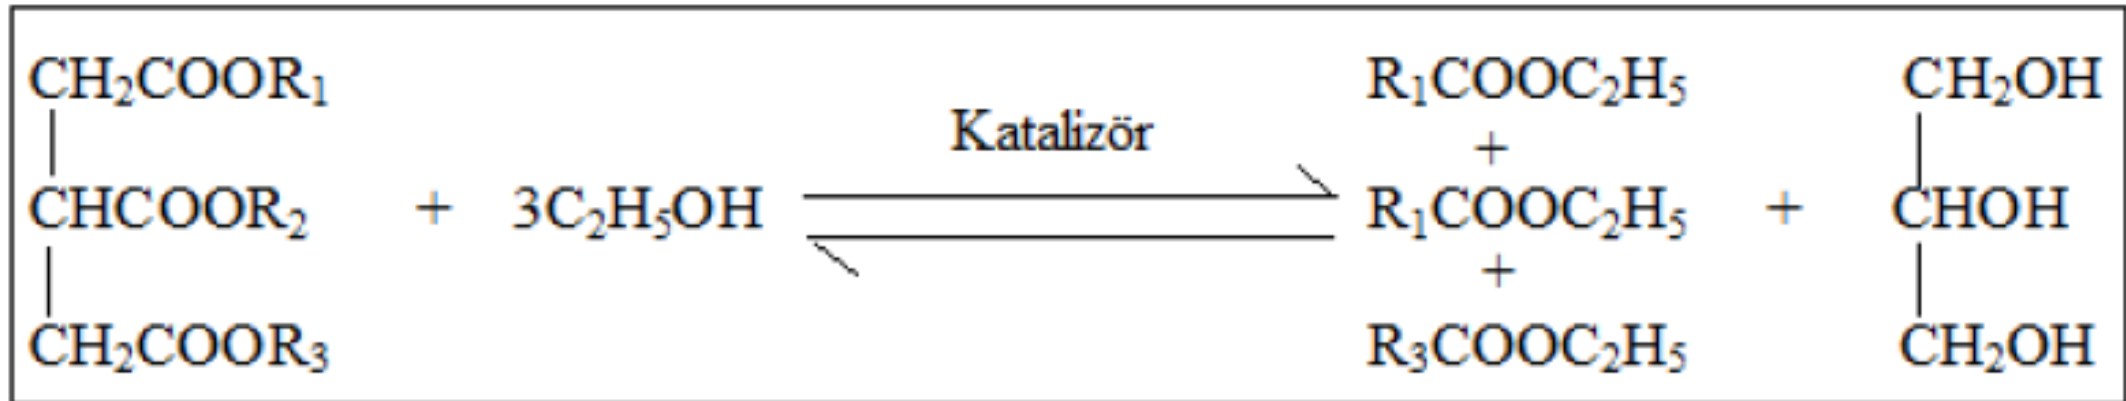 CH₂COOR₁ R₁COOC₂H₅ CH₂OH
Katalizör +
CHCOOR₂ + 3C₂H₅OH R₁COOC₂H₅ + CHOH
+
CH₂COOR₃ R₃COOC₂H₅ CH₂OH